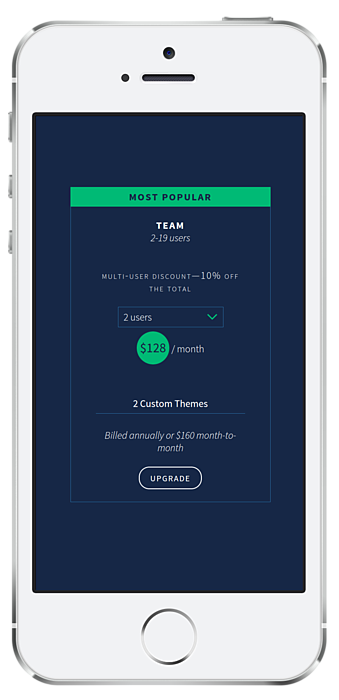 MOST POPULAR
TEAM
2-19 users
MULTI-USER DISCOUNT—10% OFF
THE TOTAL
2 users
$128 / month
2 Custom Themes
Billed annually or $160 month-to-
month
UPGRADE